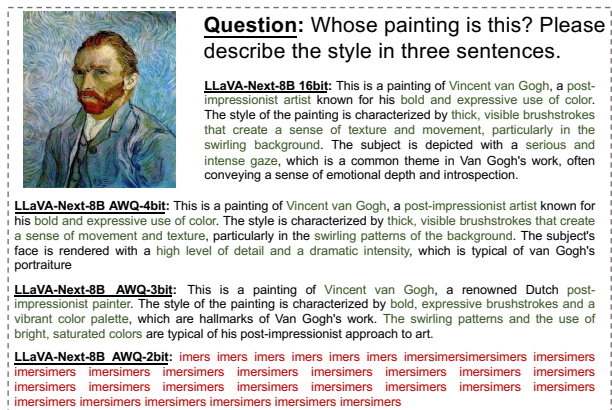 Question: Whose painting is this? Please
describe the style in three sentences.
LLaVA-Next-8B 16bit: This is a painting of Vincent van Gogh, a post-
impressionist artist known for his bold and expressive use of color.
The style of the painting is characterized by thick, visible brushstrokes
that create a sense of texture and movement, particularly in the
swirling background. The subject is depicted with a serious and
intense gaze, which is a common theme in Van Gogh's work, often
conveying a sense of emotional depth and introspection.
LLaVA-Next-8B AWQ-4bit: This is a painting of Vincent van Gogh, a post-impressionist artist known for
his bold and expressive use of color. The style is characterized by thick, visible brushstrokes that create
a sense of movement and texture, particularly in the swirling patterns of the background. The subject's
face is rendered with a high level of detail and a dramatic intensity, which is typical of van Gogh's
portraiture
LLaVA-Next-8B AWQ-3bit: This is a painting of Vincent van Gogh, a renowned Dutch post-
impressionist painter. The style of the painting is characterized by bold, expressive brushstrokes and a
vibrant color palette, which are hallmarks of Van Gogh's work. The swirling patterns and the use of
bright, saturated colors are typical of his post-impressionist approach to art.
LLaVA-Next-8B AWQ-2bit: imers imers imers imers imers imers imersimersimersimers imersimers
imersimers imersimers imersimers imersimers imersimers imersimers imersimers imersimers
imersimers imersimers imersimers imersimers imersimers imersimers imersimers imersimers
imersimers imersimers imersimers imersimers imersimers imersimers